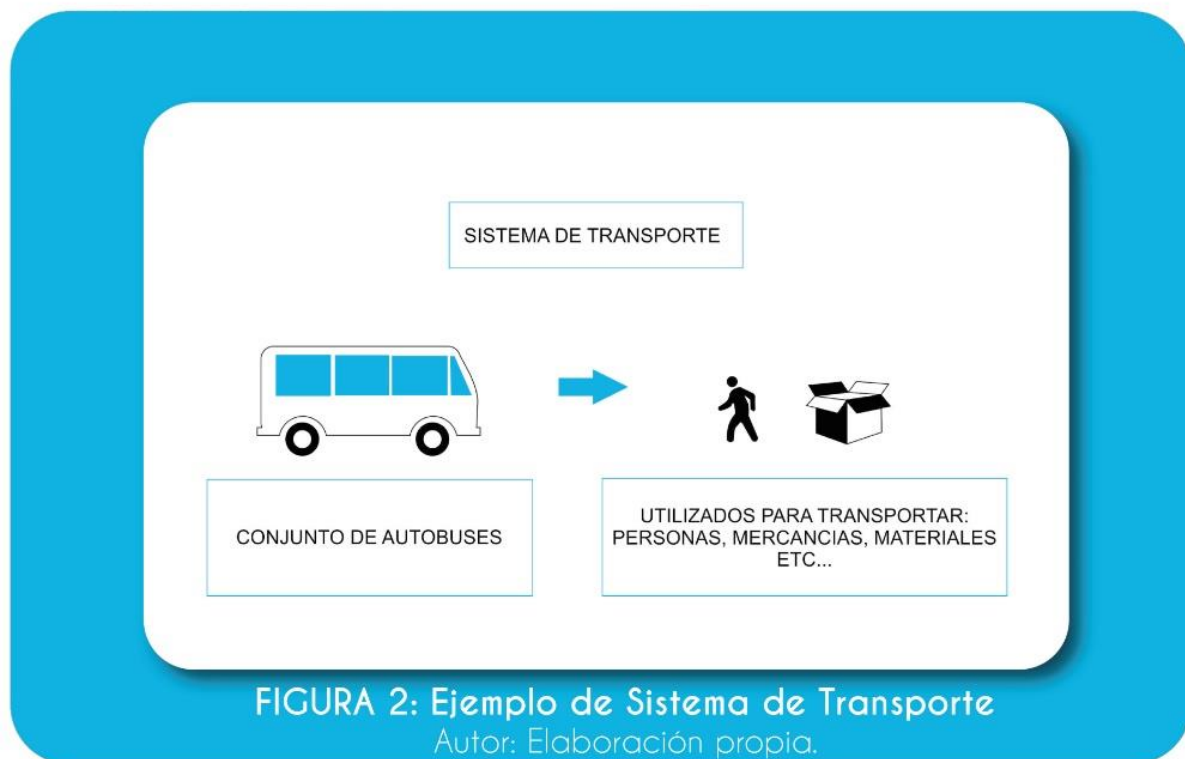 SISTEMA DE TRANSPORTE
CONJUNTO DE AUTOBUSES
UTILIZADOS PARA TRANSPORTAR:
PERSONAS, MERCANCIAS, MATERIALES
ETC...
FIGURA 2: Ejemplo de Sistema de Transporte
Autor: Elaboración propia.